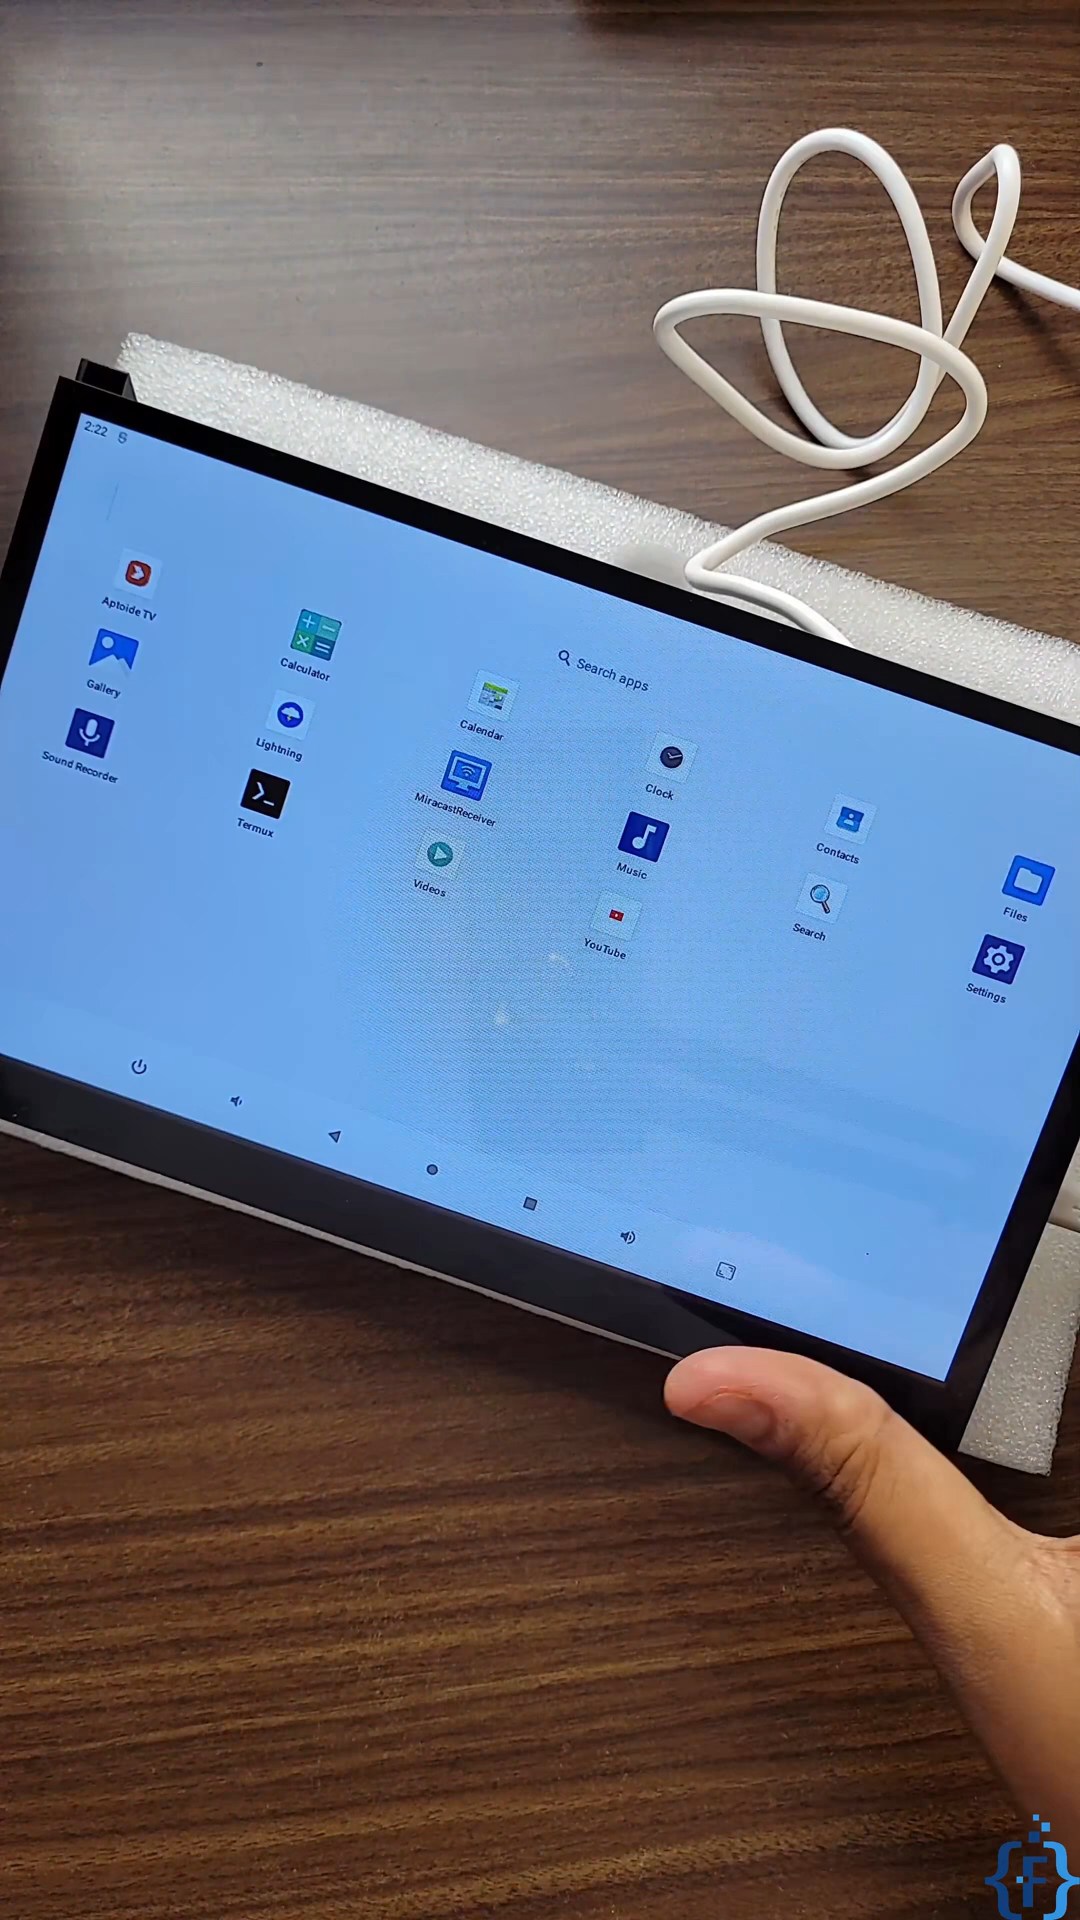 2:22
Search apps
Aptoide TV
Calculator
Calendar
Clock
Contacts
Files
Gallery
Lightning
MiracastReceiver
Music
Search
Settings
Sound Recorder
Termux
Videos
YouTube
{F}